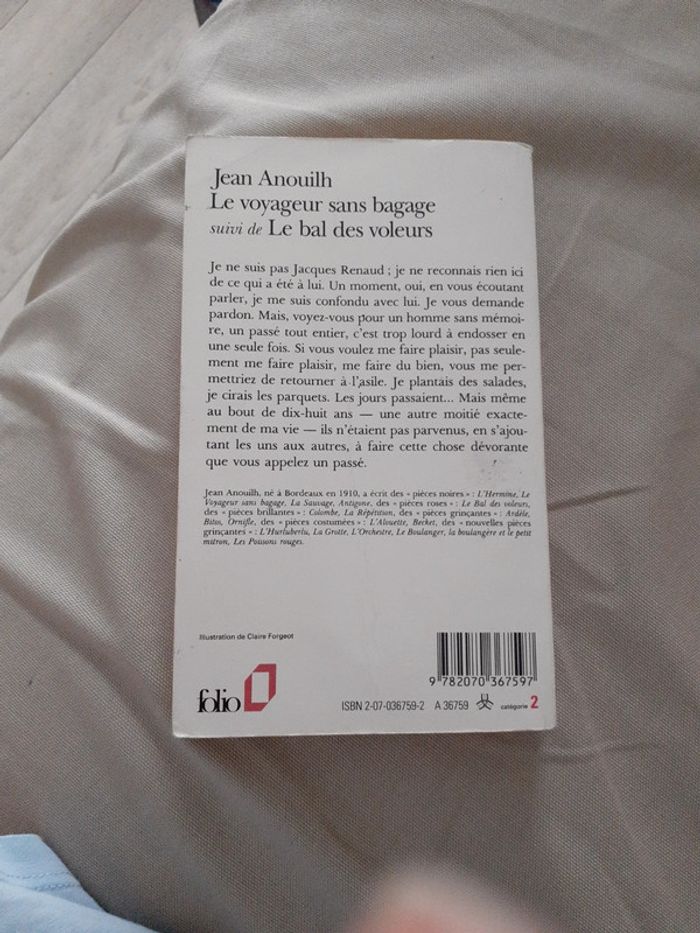 Jean Anouilh
Le voyageur sans bagage
suivi de Le bal des voleurs
Je ne suis pas Jacques Renaud ; je ne reconnais rien ici
de ce qui a été à lui. Un moment, oui, en vous écoutant
parler, je me suis confondu avec lui. Je vous demande
pardon. Mais, voyez-vous pour un homme sans mémoi-
re, un passé tout entier, c'est trop lourd à endosser en
une seule fois. Si vous voulez me faire plaisir, pas seule-
ment me faire plaisir, me faire du bien, vous me per-
mettriez de retourner à l'asile. Je plantais des salades,
je cirais les parquets. Les jours passaient... Mais même
au bout de dix-huit ans — une autre moitié exacte-
ment de ma vie — ils n'étaient pas parvenus, en s'ajou-
tant les uns aux autres, à faire cette chose dévorante
que vous appelez un passé.
Jean Anouilh, né à Bordeaux en 1910, a écrit des « pièces noires » : L'Hermine, Le
Voyageur sans bagage, La Sauvage, Antigone, des « pièces roses » : Le Bal des voleurs,
des « pièces brillantes » : Colombe, La Répétition, des « pièces grinçantes » : Ardèle,
Bitos, Ornifle, des « pièces costumées » : L'Alouette, Becket, des « nouvelles pièces
grinçantes » : L'Hurluberlu, La Grotte, L'Orchestre, Le Boulanger, la boulangère et le petit
mitron, Les Poissons rouges.
Illustration de Claire Forgeot
9 782070 367597
folio
ISBN 2-07-036759-2 A 36759 catégorie 2